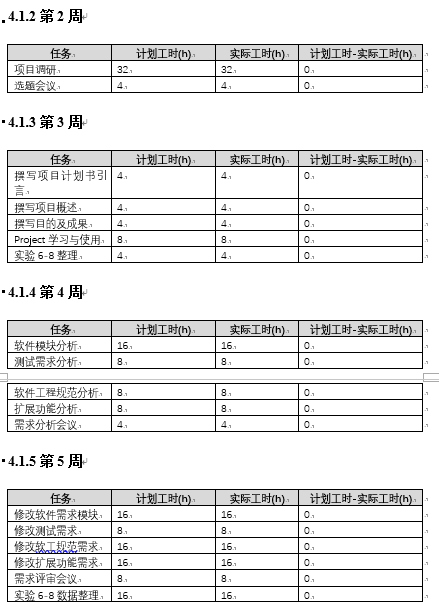 4.1.2 第 2 周
任务 计划工时(h) 实际工时(h) 计划工时-实际工时(h)
项目调研 32 32 0
选题会议 4 4 0
4.1.3 第 3 周
任务 计划工时(h) 实际工时(h) 计划工时-实际工时(h)
撰写项目计划书引 4 4 0
言
撰写项目概述 4 4 0
撰写目的及成果 4 4 0
Project 学习与使用 8 8 0
实验 6-8 整理 4 4 0
4.1.4 第 4 周
任务 计划工时(h) 实际工时(h) 计划工时-实际工时(h)
软件模块分析 16 16 0
测试需求分析 8 8 0
软件工程规范分析 8 8 0
扩展功能分析 8 8 0
需求分析会议 4 4 0
4.1.5 第 5 周
任务 计划工时(h) 实际工时(h) 计划工时-实际工时(h)
修改软件需求模块 16 16 0
修改测试需求 8 8 0
修改软工规范需求 16 16 0
修改扩展功能需求 16 16 0
需求评审会议 8 8 0
实验 6-8 数据整理 16 16 0